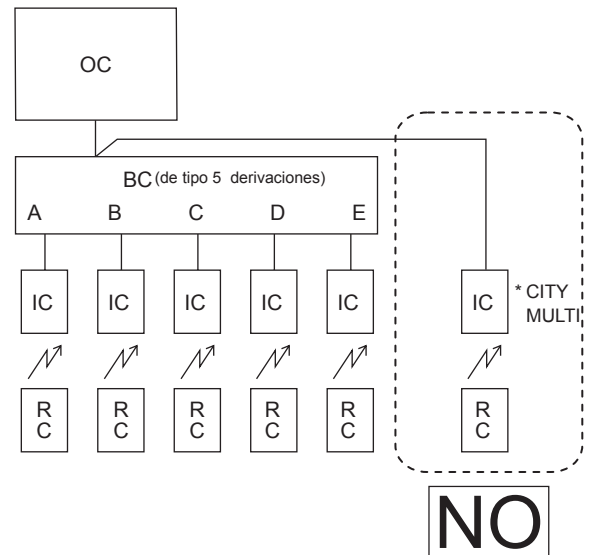 OC
BC (de tipo 5 derivaciones)
A B C D E
IC IC IC IC IC IC * CITY
MULTI
R R R R R R
C C C C C C
NO